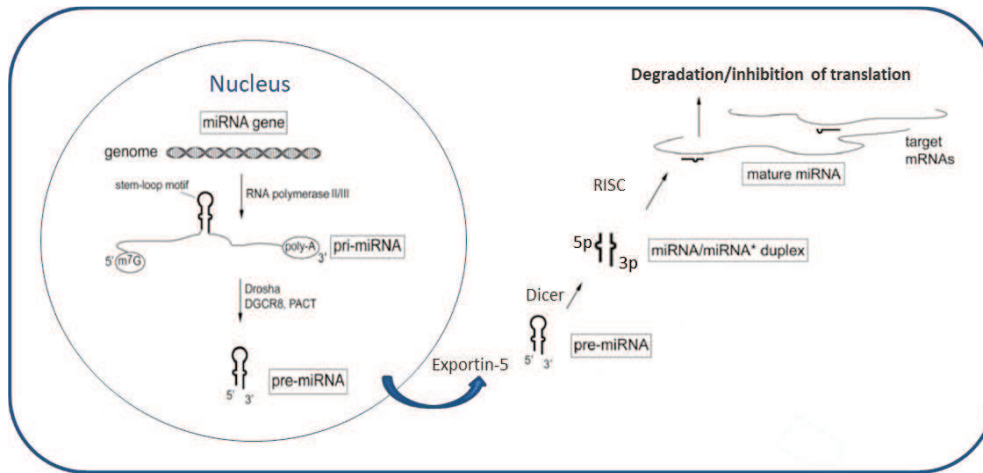 Nucleus
miRNA gene
genome
stem-loop motif
RNA polymerase II/III
5'
m7G
poly-A
3'
pri-miRNA
Drosha
DGCR8, PACT
5'
3'
pre-miRNA
Exportin-5
5'
3'
pre-miRNA
Dicer
5p
3p
miRNA/miRNA* duplex
RISC
Degradation/inhibition of translation
target
mRNAs
mature miRNA